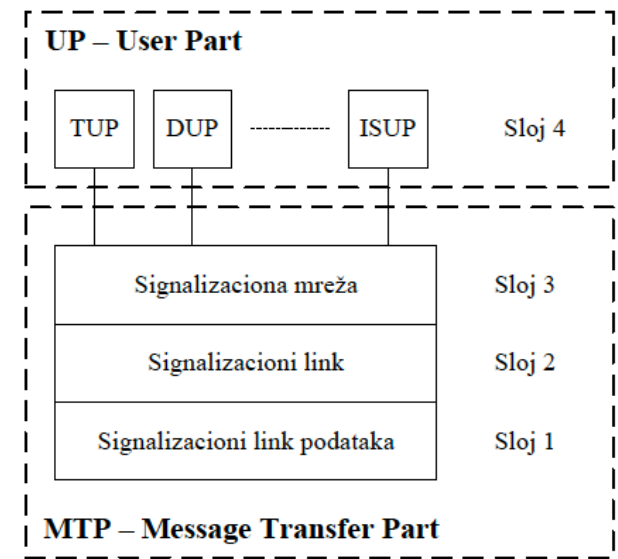 UP – User Part
TUP DUP ISUP Sloj 4
Signalizaciona mreža Sloj 3
Signalizacioni link Sloj 2
Signalizacioni link podataka Sloj 1
MTP – Message Transfer Part